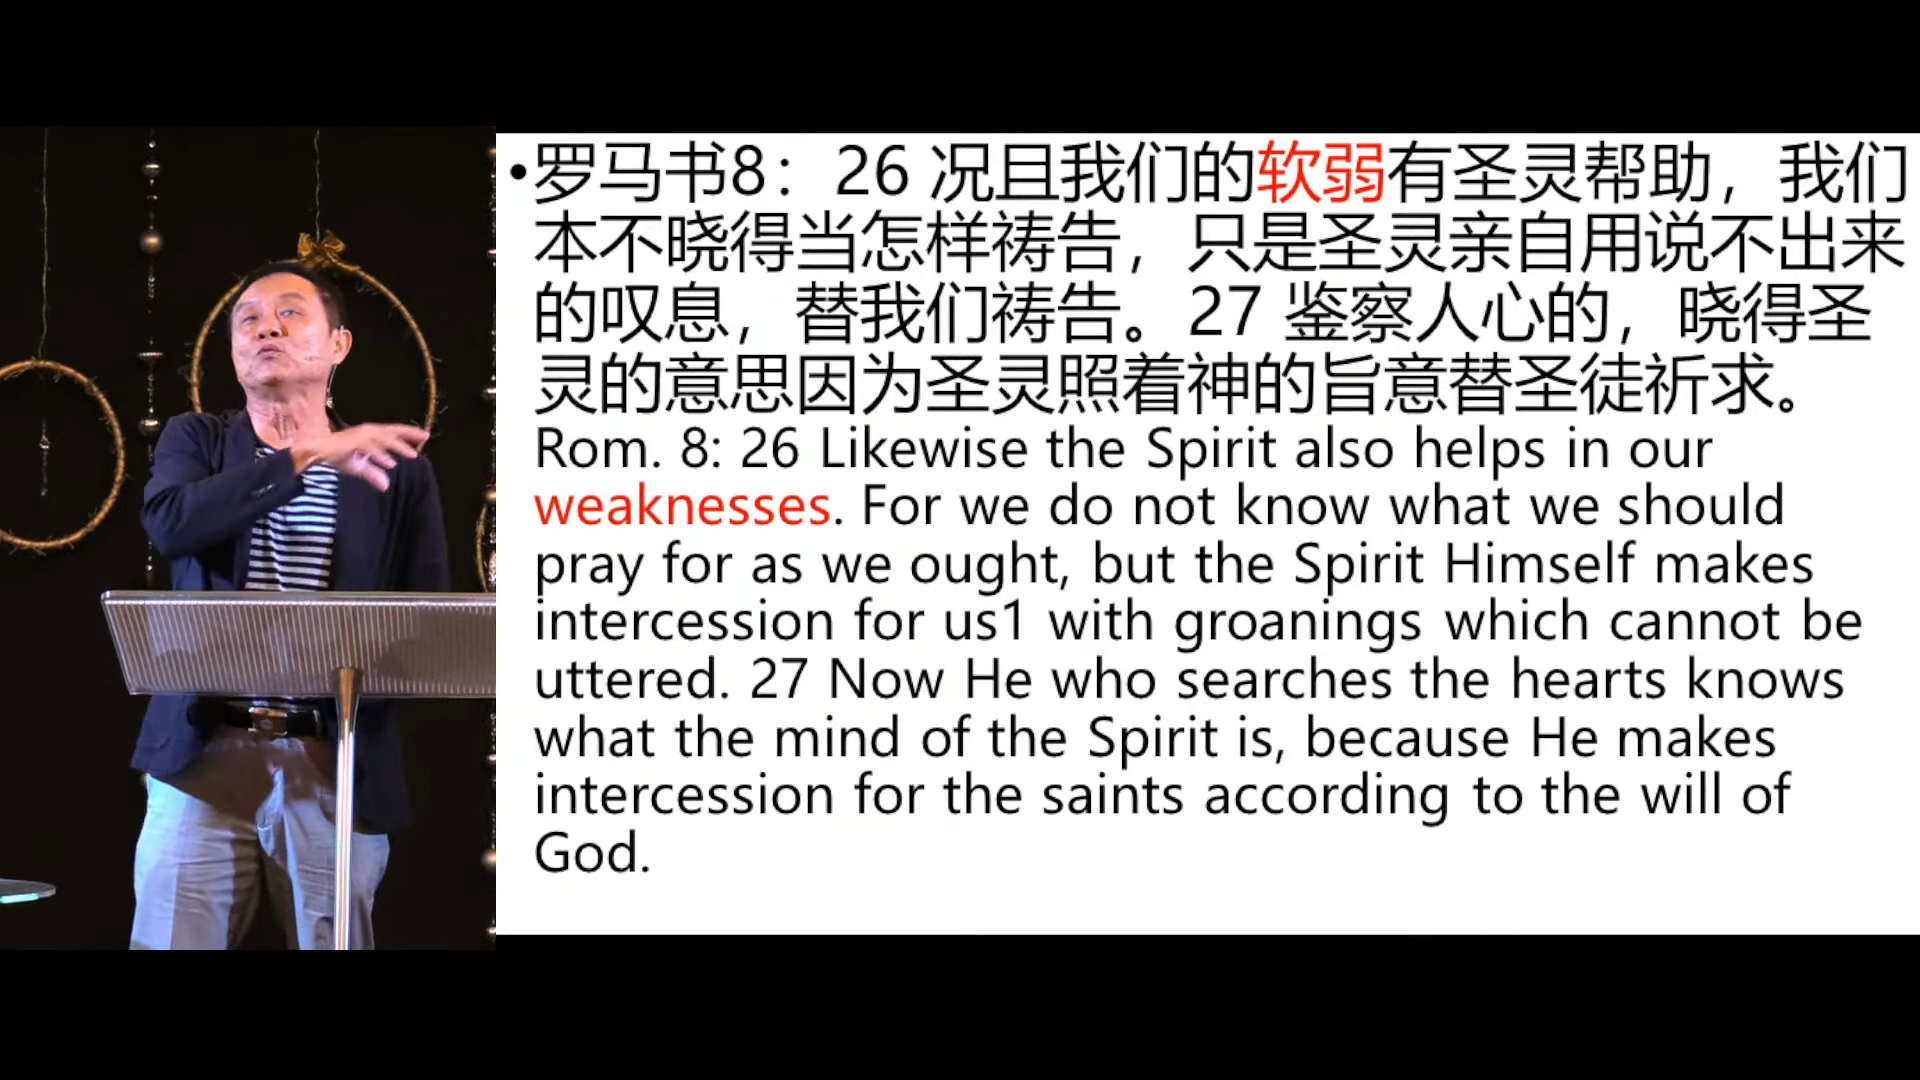 •罗马书8：26 况且我们的软弱有圣灵帮助，我们
本不晓得当怎样祷告，只是圣灵亲自用说不出来
的叹息，替我们祷告。27 鉴察人心的，晓得圣
灵的意思因为圣灵照着神的旨意替圣徒祈求。
Rom. 8: 26 Likewise the Spirit also helps in our
weaknesses. For we do not know what we should
pray for as we ought, but the Spirit Himself makes
intercession for us1 with groanings which cannot be
uttered. 27 Now He who searches the hearts knows
what the mind of the Spirit is, because He makes
intercession for the saints according to the will of
God.